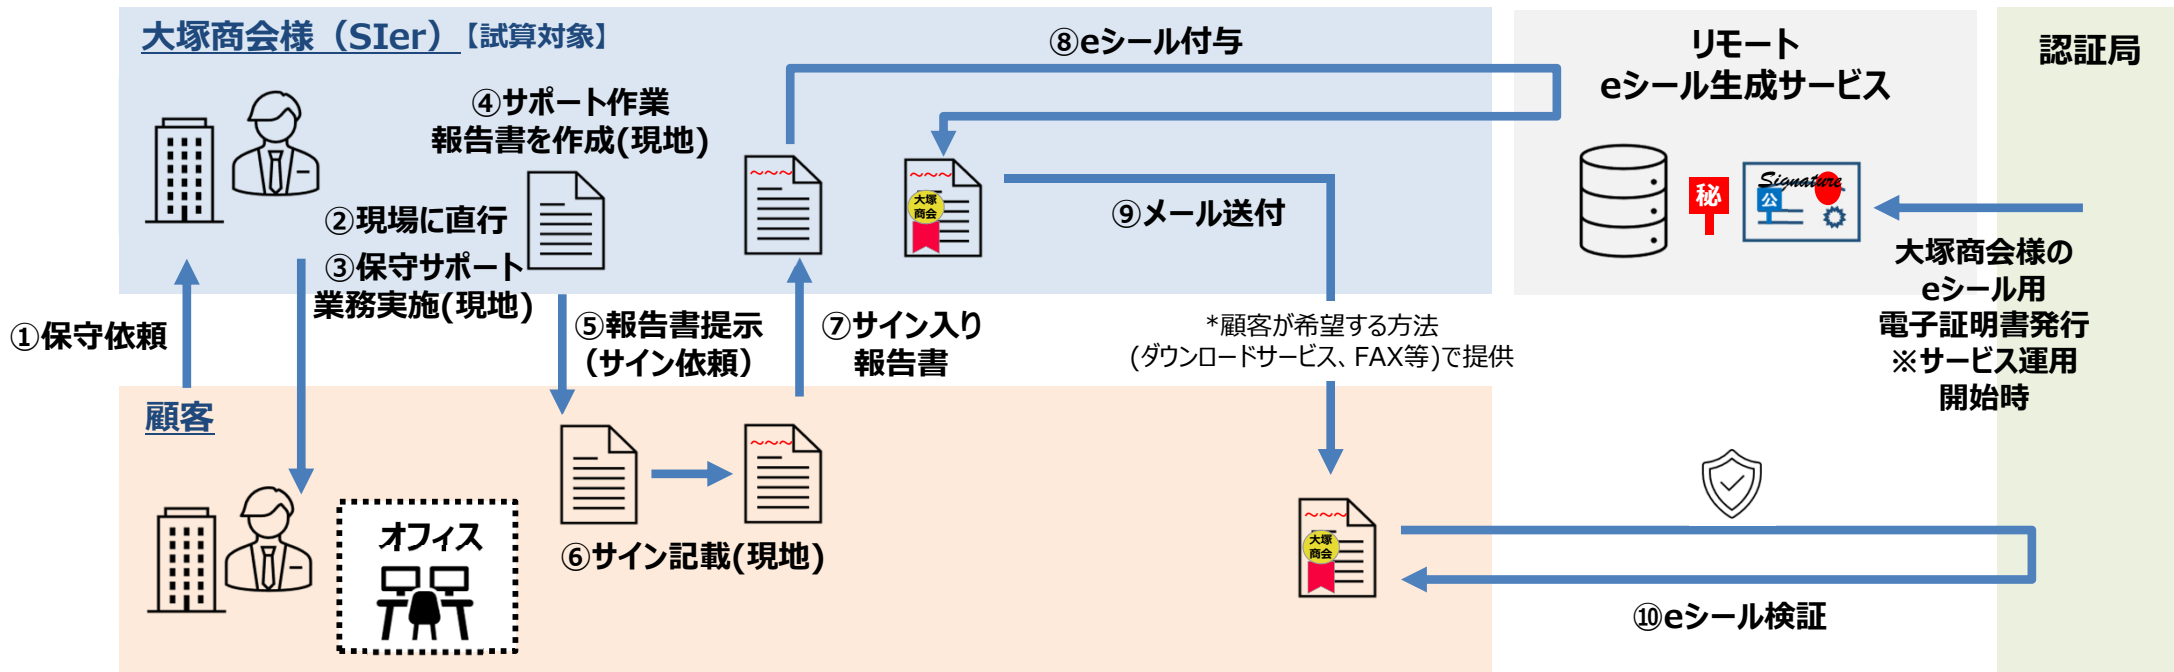 大塚商会様（SIer）【試算対象】
⑧eシール付与
リモート
eシール生成サービス
認証局
④サポート作業
報告書を作成(現地)
②現場に直行
③保守サポート
業務実施(現地)
大塚
商会
⑨メール送付
秘
Signature
公
大塚商会様の
eシール用
電子証明書発行
※サービス運用
開始時
①保守依頼
⑤報告書提示
（サイン依頼）
⑦サイン入り
報告書
*顧客が希望する方法
(ダウンロードサービス、FAX等)で提供
顧客
オフィス
⑥サイン記載(現地)
大塚
商会
⑩eシール検証